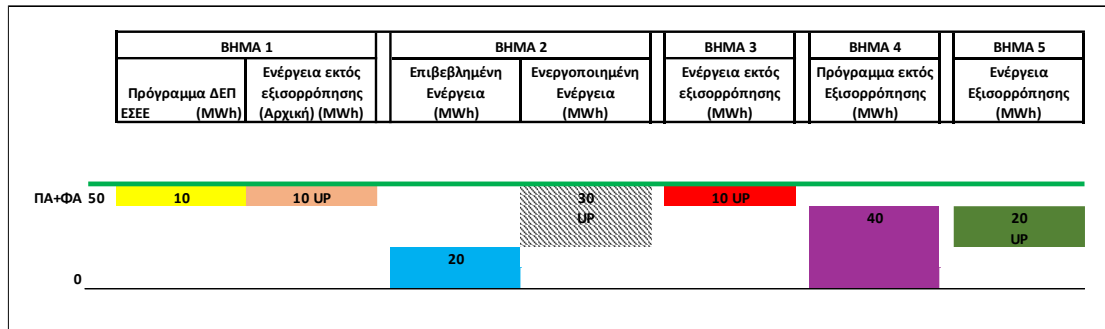 ΒΗΜΑ 1 ΒΗΜΑ 2 ΒΗΜΑ 3 ΒΗΜΑ 4 ΒΗΜΑ 5
Πρόγραμμα ΔΕΠ
ΕΣΕΕ (MWh)
Ενέργεια εκτός
εξισορρόπησης
(Αρχική) (MWh)
Επιβεβλημένη
Ενέργεια
(MWh)
Ενεργοποιημένη
Ενέργεια
(MWh)
Ενέργεια εκτός
εξισορρόπησης
(MWh)
Πρόγραμμα εκτός
Εξισορρόπησης
(MWh)
Ενέργεια
Εξισορρόπησης
(MWh)
ΠΑ+ΦΑ 50 10 10 UP 30 10 UP
UP
40 20
UP
20
0